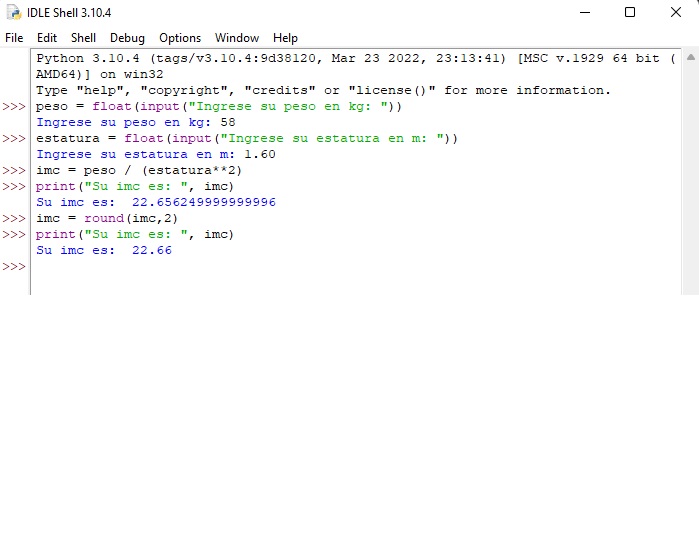 IDLE Shell 3.10.4
File Edit Shell Debug Options Window Help
Python 3.10.4 (tags/v3.10.4:9d38120, Mar 23 2022, 23:13:41) [MSC v.1929 64 bit (
AMD64)] on win32
Type "help", "copyright", "credits" or "license()" for more information.
>>> peso = float(input("Ingrese su peso en kg: "))
Ingrese su peso en kg: 58
>>> estatura = float(input("Ingrese su estatura en m: "))
Ingrese su estatura en m: 1.60
>>> imc = peso / (estatura**2)
>>> print("Su imc es: ", imc)
Su imc es:  22.656249999999996
>>> imc = round(imc,2)
>>> print("Su imc es: ", imc)
Su imc es:  22.66
>>>